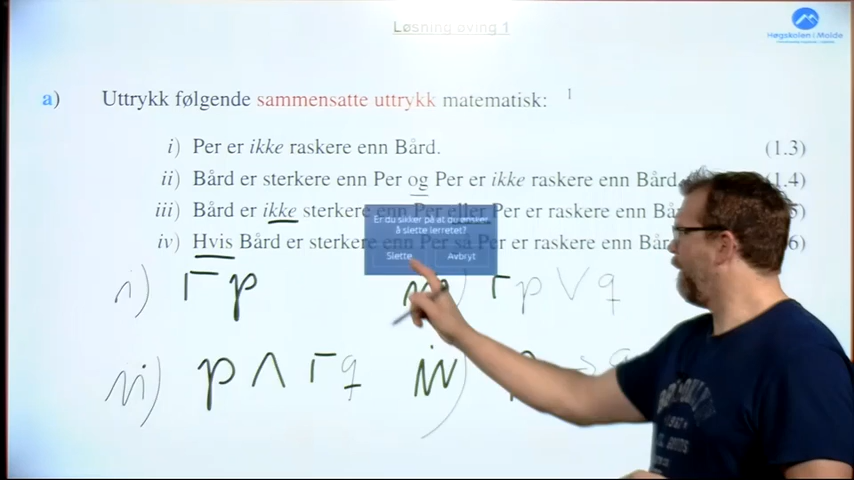 Løsning øving 1
Høgskolen i Molde
a) Uttrykk følgende sammensatte uttrykk matematisk: 1
i) Per er ikke raskere enn Bård. (1.3)
ii) Bård er sterkere enn Per og Per er ikke raskere enn Bård (1.4)
iii) Bård er ikke sterkere enn Per eller Per er raskere enn
iv) Hvis Bård er sterkere enn Per så Per er raskere enn 6)
Er du sikker på at du ønsker
å slette lerretet?
Slette Avbryt
i) ¬p
iii) ¬p ∨ q
ii) p ∧ ¬q
iv)